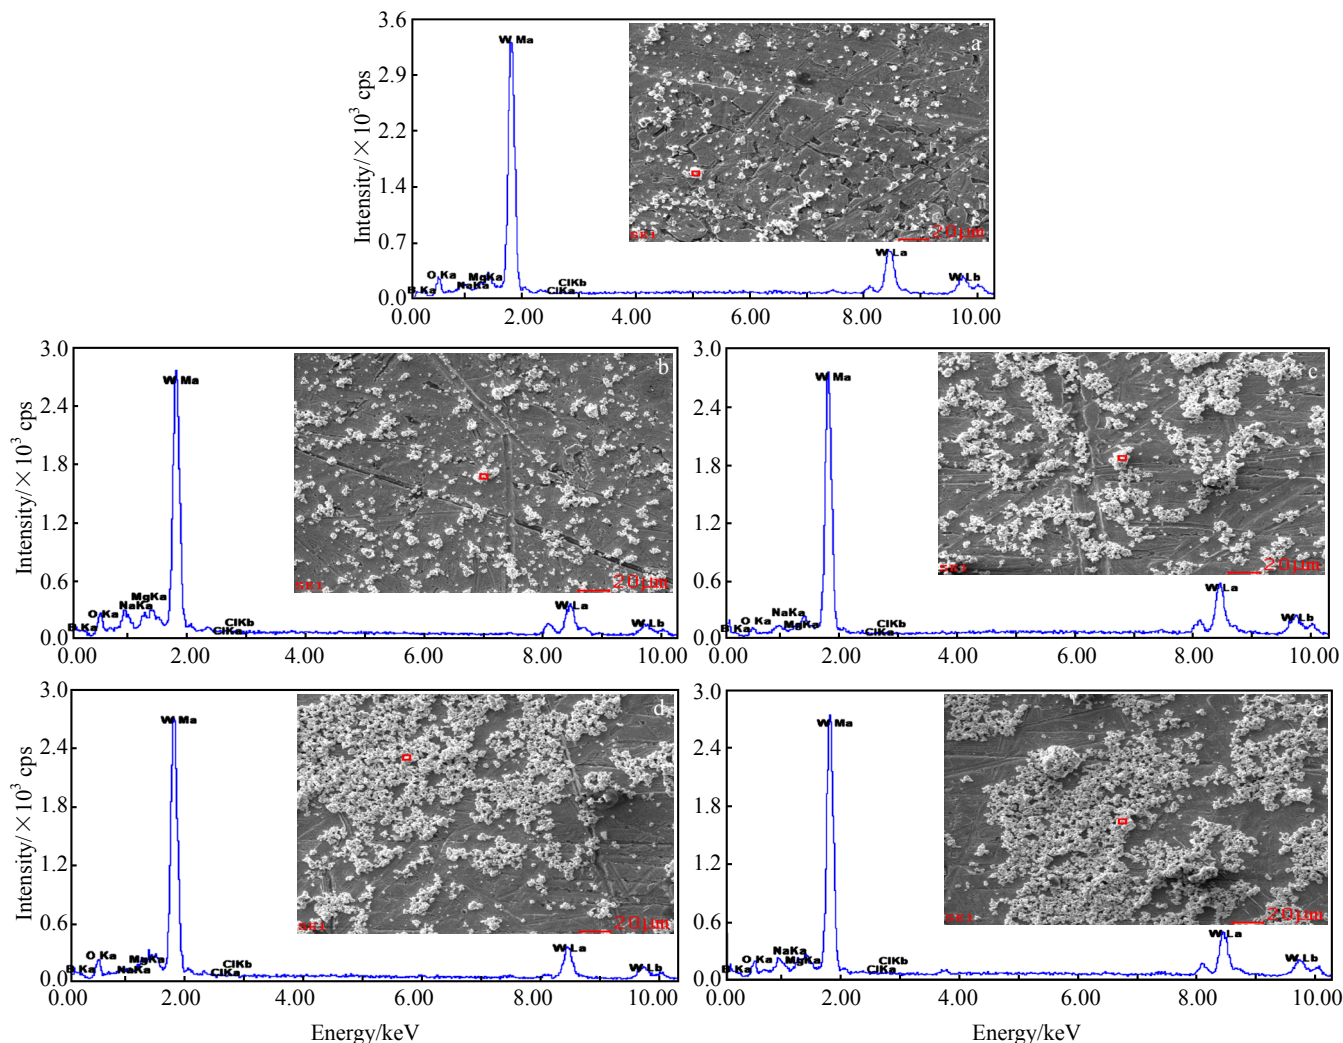 3.6
2.9
2.2
1.4
0.7
0.0
Intensity/×10³ cps
W Ma
B Ka
O Ka
NaKa
MgKa
ClKa
ClKb
W La
W Lb
0.00 2.00 4.00 6.00 8.00 10.00
a
SE1
20μm
3.0
2.4
1.8
1.2
0.6
0.0
Intensity/×10³ cps
W Ma
B Ka
O Ka
NaKa
MgKa
ClKa
ClKb
W La
W Lb
0.00 2.00 4.00 6.00 8.00 10.00
b
SE1
20μm
3.0
2.4
1.8
1.2
0.6
0.0
W Ma
B Ka
O Ka
NaKa
MgKa
ClKa
ClKb
W La
W Lb
0.00 2.00 4.00 6.00 8.00 10.00
c
SE1
20μm
3.0
2.4
1.8
1.2
0.6
0.0
Intensity/×10³ cps
W Ma
B Ka
O Ka
NaKa
MgKa
ClKa
ClKb
W La
W Lb
0.00 2.00 4.00 6.00 8.00 10.00
d
SE1
20μm
Energy/keV
3.0
2.4
1.8
1.2
0.6
0.0
W Ma
B Ka
O Ka
NaKa
MgKa
ClKa
ClKb
W La
W Lb
0.00 2.00 4.00 6.00 8.00 10.00
e
SE1
20μm
Energy/keV